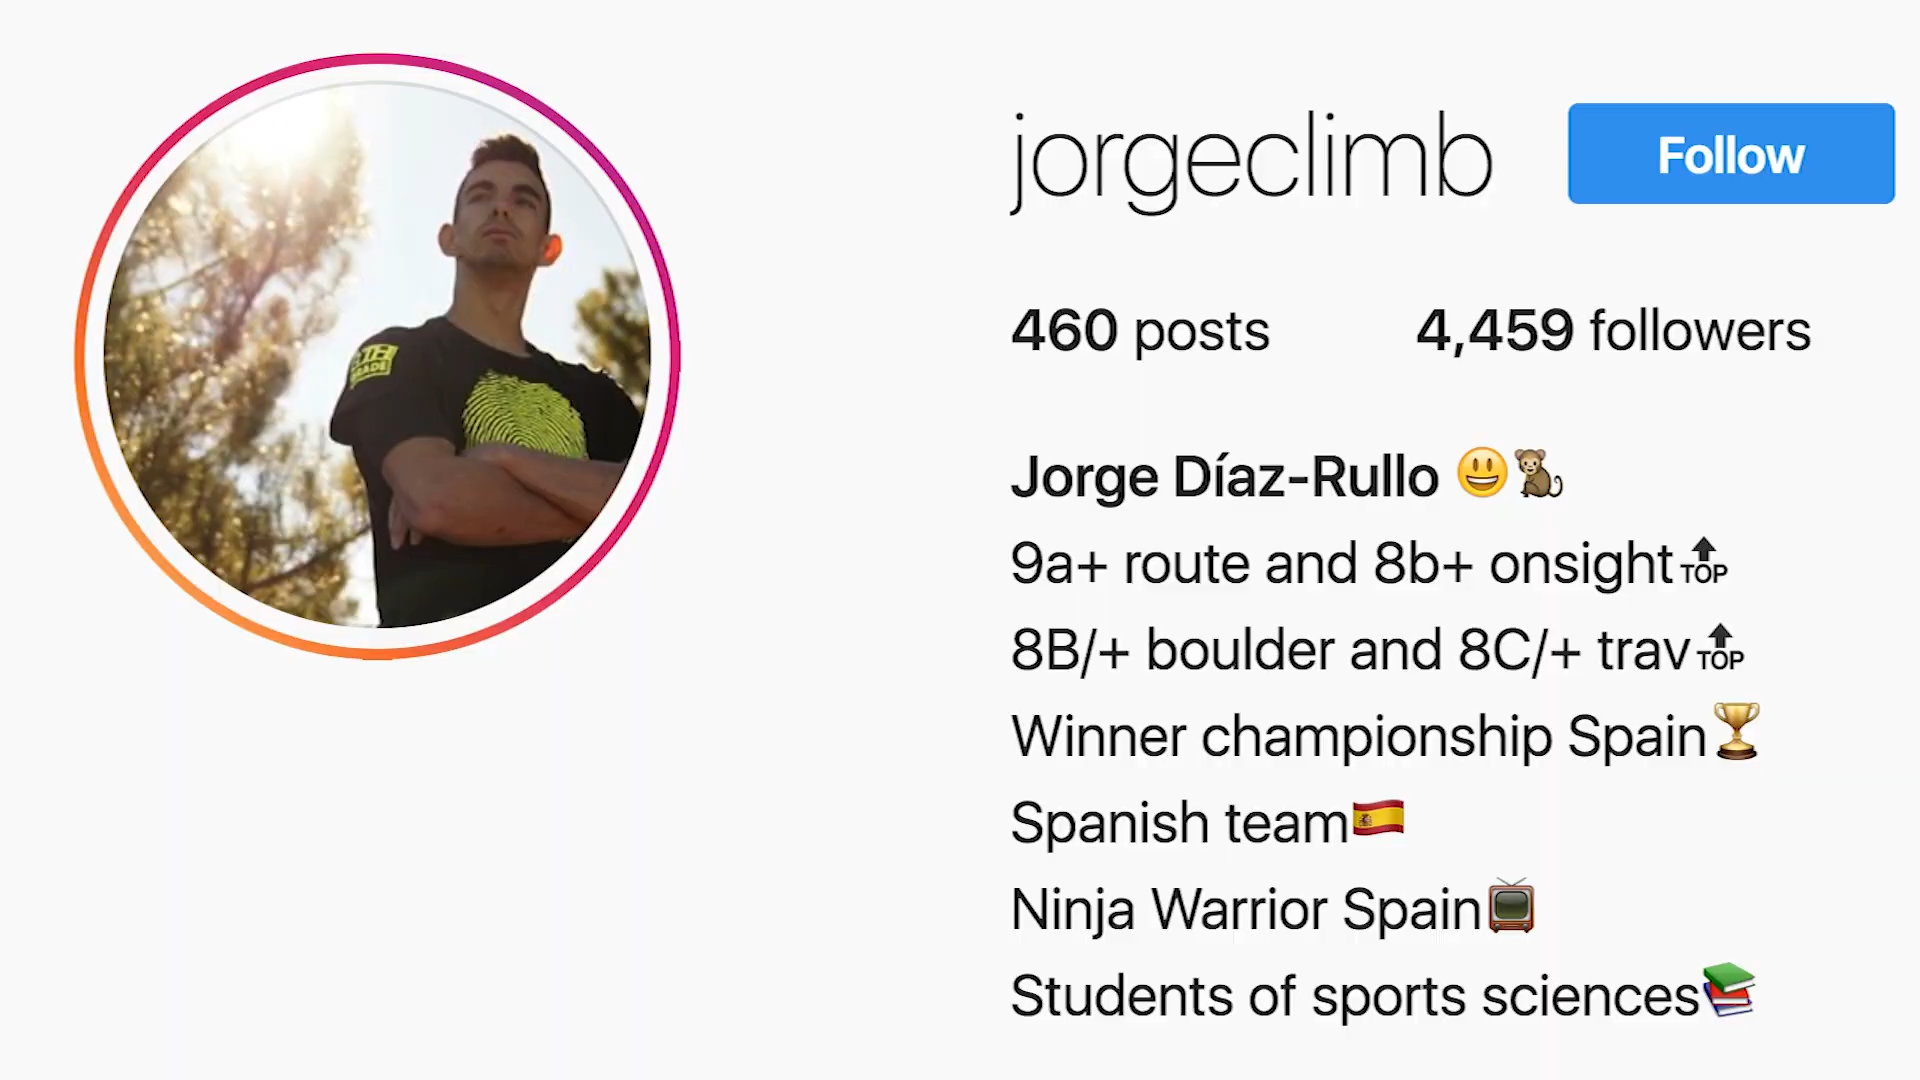 jorgeclimb
Follow
460 posts
4,459 followers
Jorge Díaz-Rullo 😃🐒
9a+ route and 8b+ onsight🔝
8B/+ boulder and 8C/+ trav🔝
Winner championship Spain🏆
Spanish team🇪🇸
Ninja Warrior Spain📺
Students of sports sciences📚